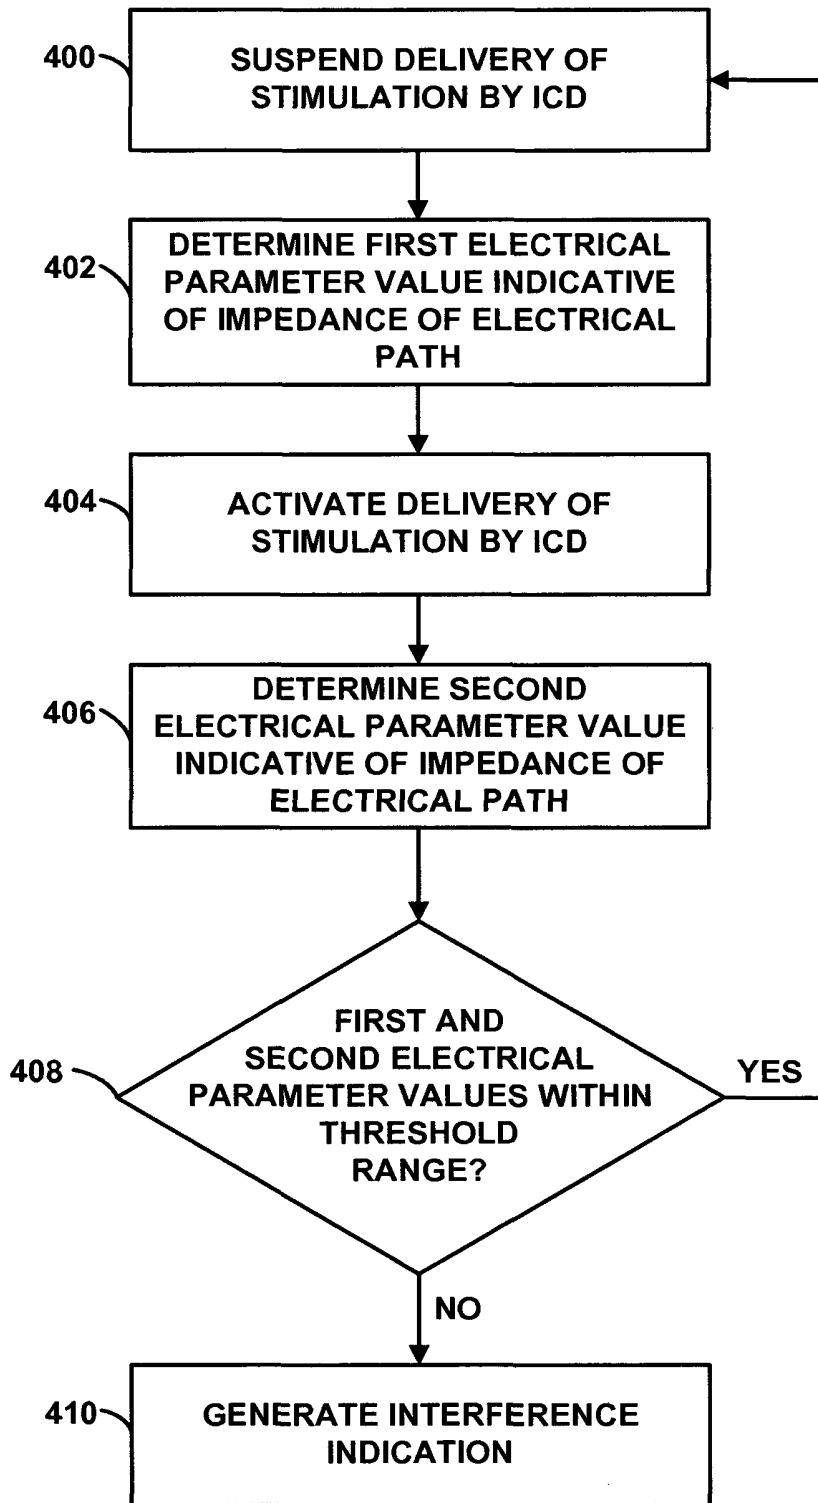 400
SUSPEND DELIVERY OF
STIMULATION BY ICD
402
DETERMINE FIRST ELECTRICAL
PARAMETER VALUE INDICATIVE
OF IMPEDANCE OF ELECTRICAL
PATH
404
ACTIVATE DELIVERY OF
STIMULATION BY ICD
406
DETERMINE SECOND
ELECTRICAL PARAMETER VALUE
INDICATIVE OF IMPEDANCE OF
ELECTRICAL PATH
408
FIRST AND
SECOND ELECTRICAL
PARAMETER VALUES WITHIN
THRESHOLD
RANGE?
YES
NO
410
GENERATE INTERFERENCE
INDICATION